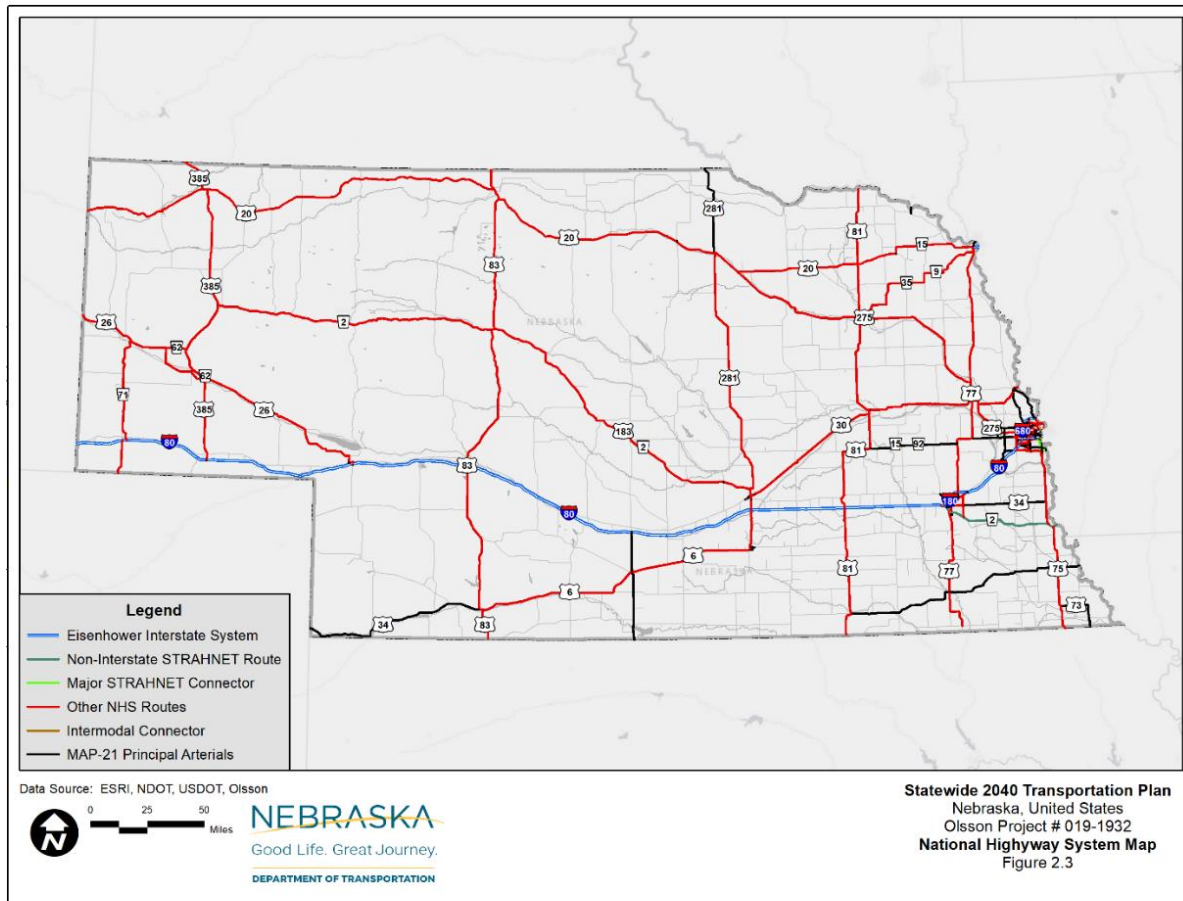 385
20
281
81
15
20
83
20
35
9
385
26
2
275
62
281
62
77
71
385
26
30
183
275
680
80
2
81
15
92
83
80
180
34
80
2
6
81
77
75
6
73
34
83
NEBRASKA
NEBRASKA
Legend
Eisenhower Interstate System
Non-Interstate STRAHNET Route
Major STRAHNET Connector
Other NHS Routes
Intermodal Connector
MAP-21 Principal Arterials
Data Source: ESRI, NDOT, USDOT, Olsson
0 25 50
Miles
N
NEBRASKA
Good Life. Great Journey.
DEPARTMENT OF TRANSPORTATION
Statewide 2040 Transportation Plan
Nebraska, United States
Olsson Project # 019-1932
National Highyway System Map
Figure 2.3